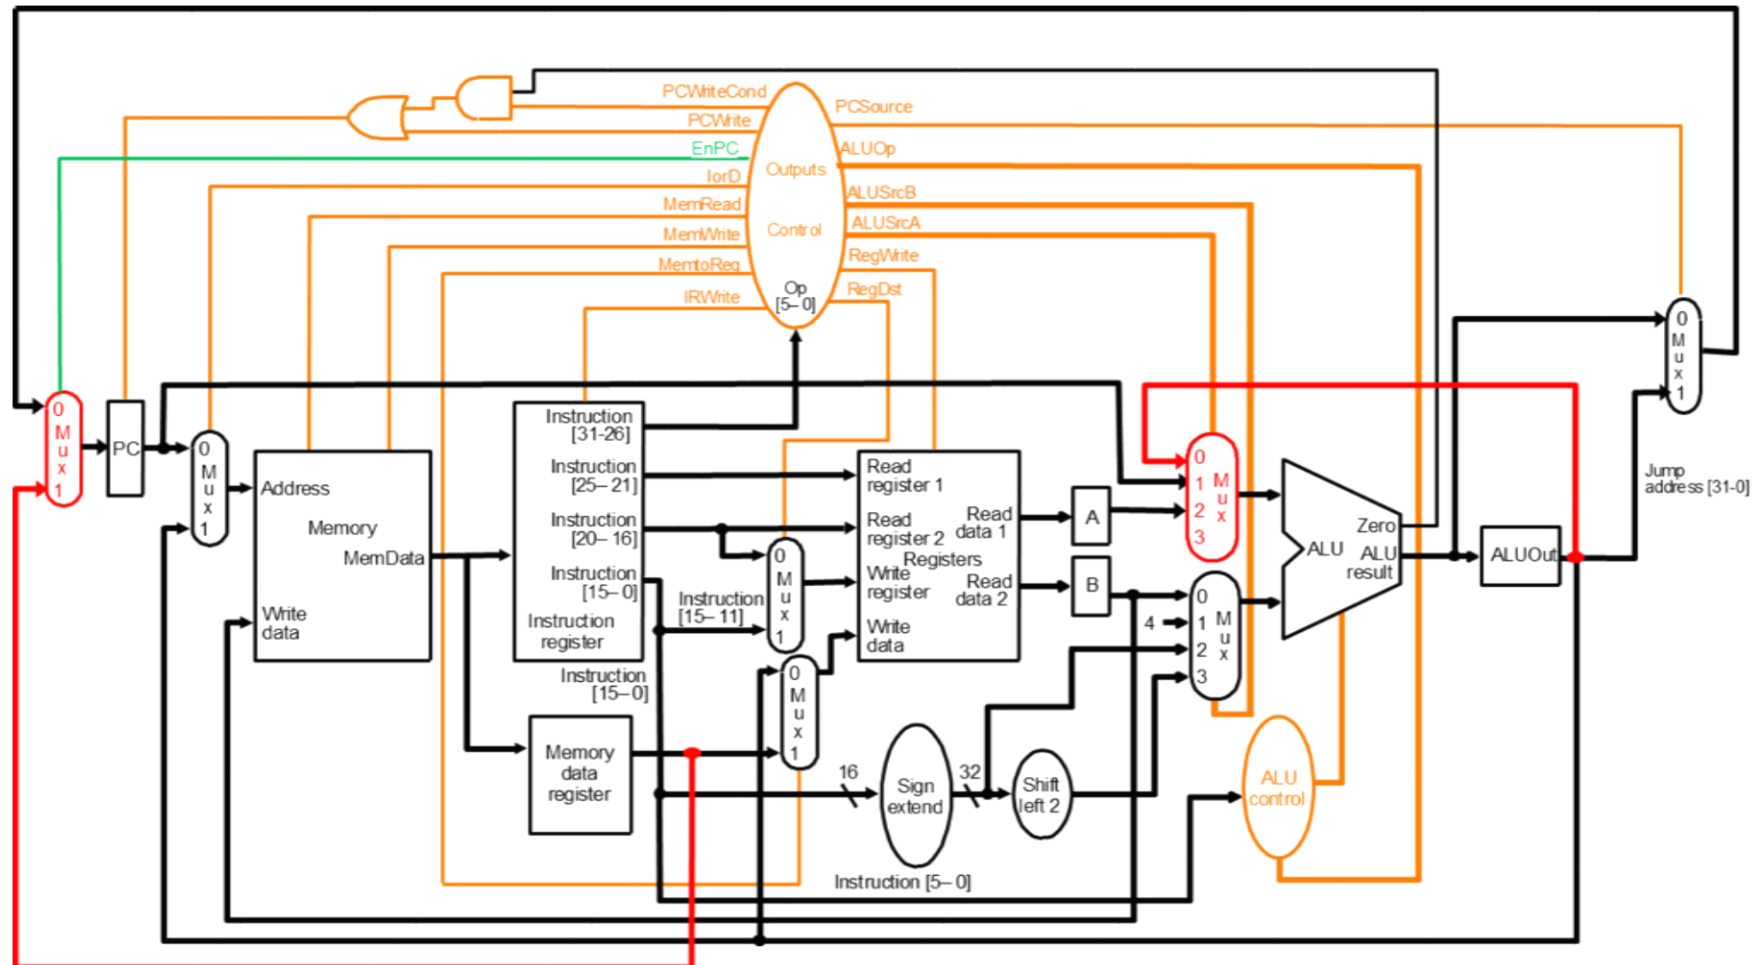 PCWriteCond
PCWrite
EnPC
IorD
MemRead
MemWrite
MemtoReg
IRWrite
Outputs
Control
Op
[5–0]
PCSource
ALUOp
ALUSrcB
ALUSrcA
RegWrite
RegDst
0
M
u
x
1
PC
0
M
u
x
1
Address
Memory
MemData
Write
data
Instruction
[31-26]
Instruction
[25–21]
Instruction
[20–16]
Instruction
[15–0]
Instruction
register
Instruction
[15–0]
Instruction
[15–11]
0
M
u
x
1
0
M
u
x
1
Memory
data
register
Read
register 1
Read
register 2
Registers
Write
register
Write
data
Read
data 1
Read
data 2
A
B
4
0
1
2
3
M
u
x
0
1
2
3
M
u
x
Zero
ALU
ALU
result
ALUOut
0
M
u
x
1
Jump
address [31-0]
16
Sign
extend
32
Shift
left 2
ALU
control
Instruction [5–0]